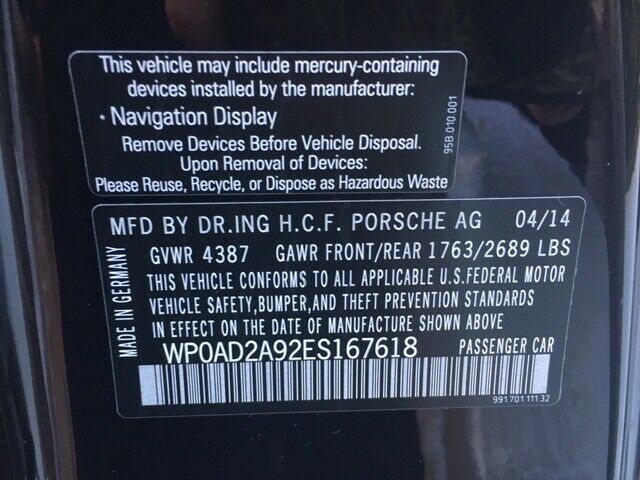 This vehicle may include mercury-containing
devices installed by the manufacturer:
· Navigation Display
Remove Devices Before Vehicle Disposal.
Upon Removal of Devices:
Please Reuse, Recycle, or Dispose as Hazardous Waste
95B.010.001
MFD BY DR.ING H.C.F. PORSCHE AG 04/14
GVWR 4387 GAWR FRONT/REAR 1763/2689 LBS
THIS VEHICLE CONFORMS TO ALL APPLICABLE U.S.FEDERAL MOTOR
VEHICLE SAFETY,BUMPER,AND THEFT PREVENTION STANDARDS
IN EFFECT ON THE DATE OF MANUFACTURE SHOWN ABOVE
WP0AD2A92ES167618 PASSENGER CAR
991.701.111.32
MADE IN GERMANY